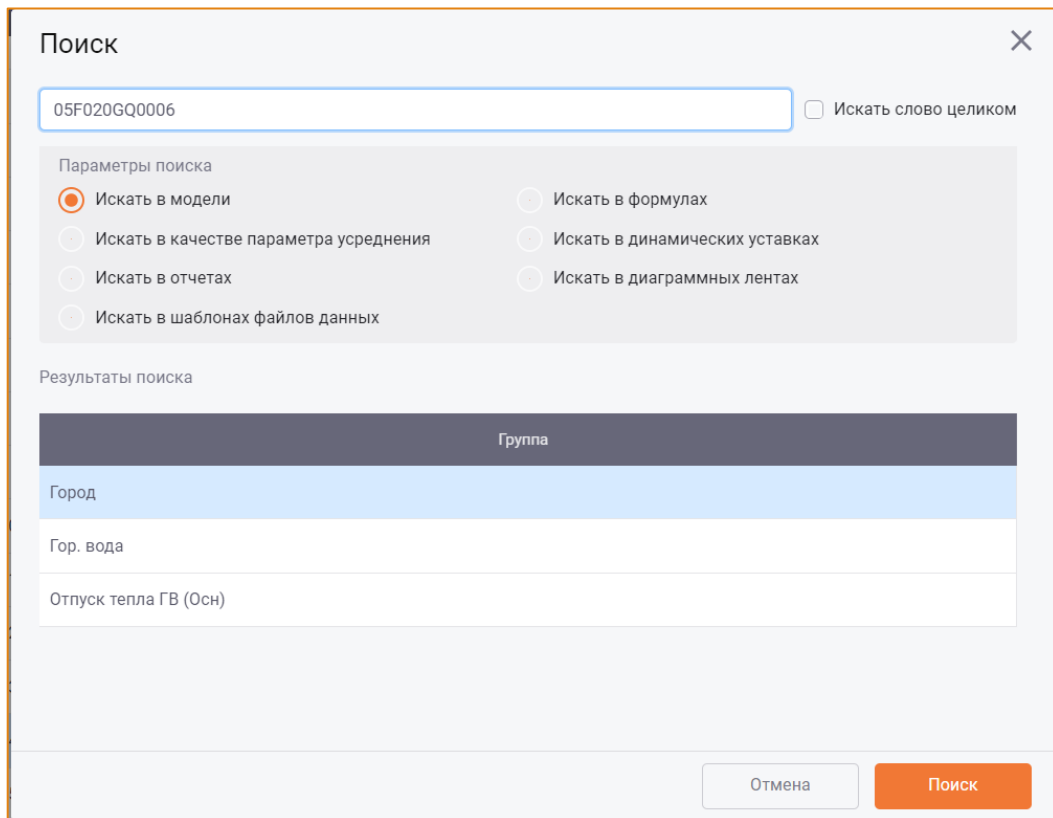 Поиск
05F020GQ0006
Искать слово целиком
Параметры поиска
Искать в модели
Искать в формулах
Искать в качестве параметра усреднения
Искать в динамических уставках
Искать в отчетах
Искать в диаграммных лентах
Искать в шаблонах файлов данных
Результаты поиска
Группа
Город
Гор. вода
Отпуск тепла ГВ (Осн)
Отмена
Поиск